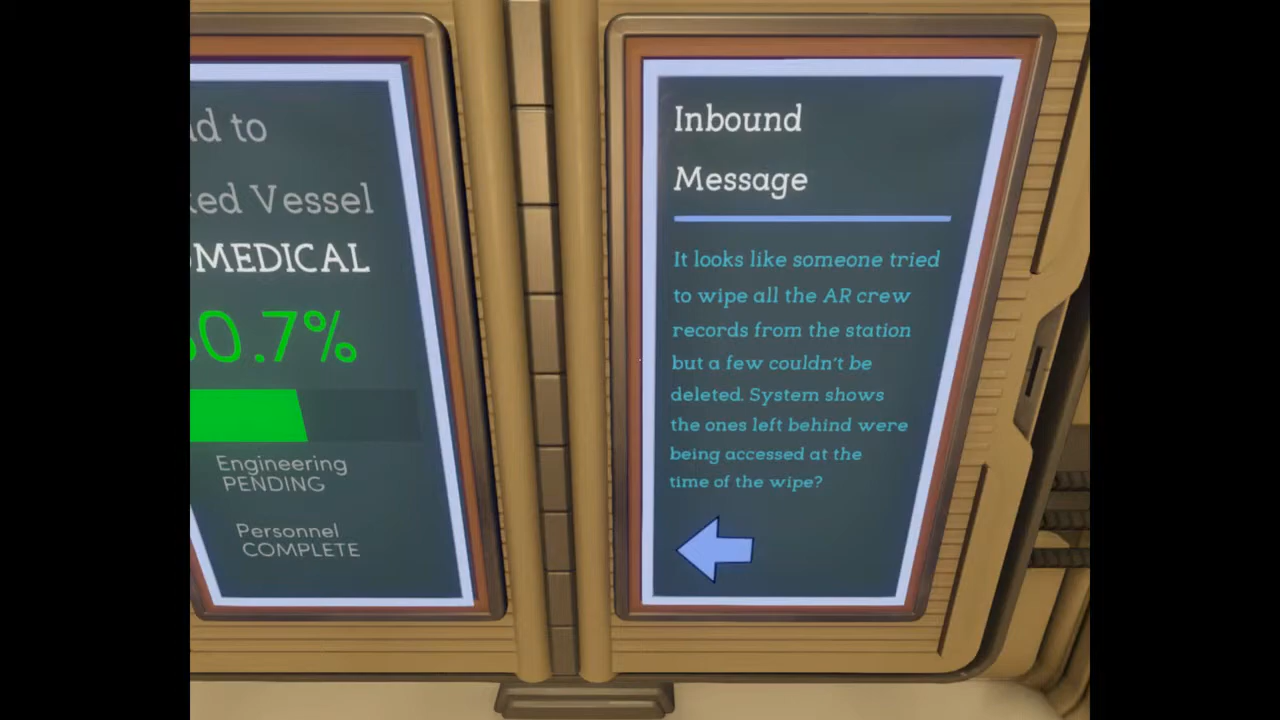 d to
ed Vessel
MEDICAL
0.7%
Engineering
PENDING
Personnel
COMPLETE
Inbound
Message
It looks like someone tried
to wipe all the AR crew
records from the station
but a few couldn't be
deleted. System shows
the ones left behind were
being accessed at the
time of the wipe?